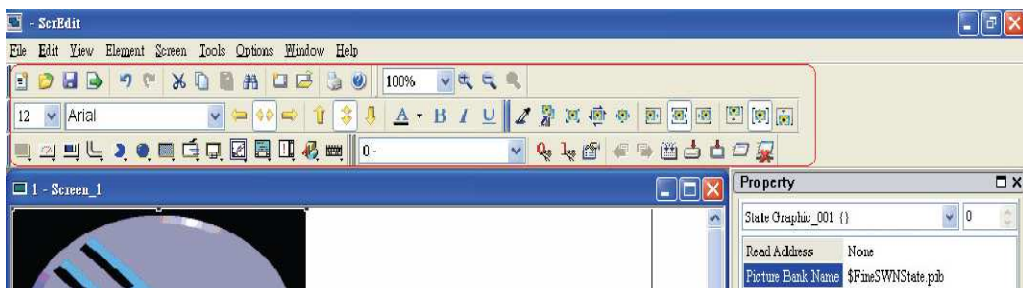 - ScrEdit
File Edit View Element Screen Tools Options Window Help
100%
12 Arial A B I U
0 -
1 - Screen_1
Property
State Graphic_001 {} 0
Read Address None
Picture Bank Name $FineSWNState.pib